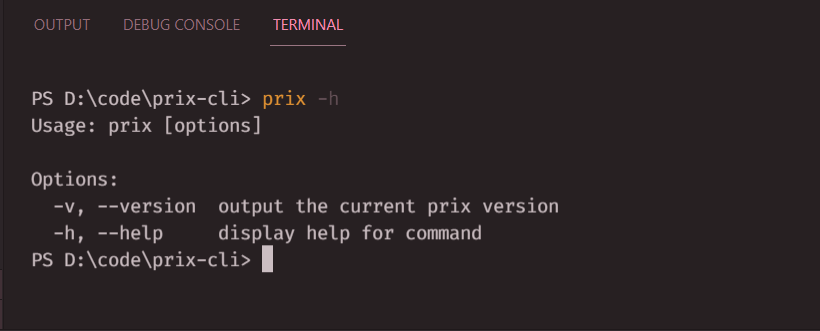 OUTPUT DEBUG CONSOLE TERMINAL
PS D:\code\prix-cli> prix -h
Usage: prix [options]
Options:
  -v, --version  output the current prix version
  -h, --help     display help for command
PS D:\code\prix-cli>